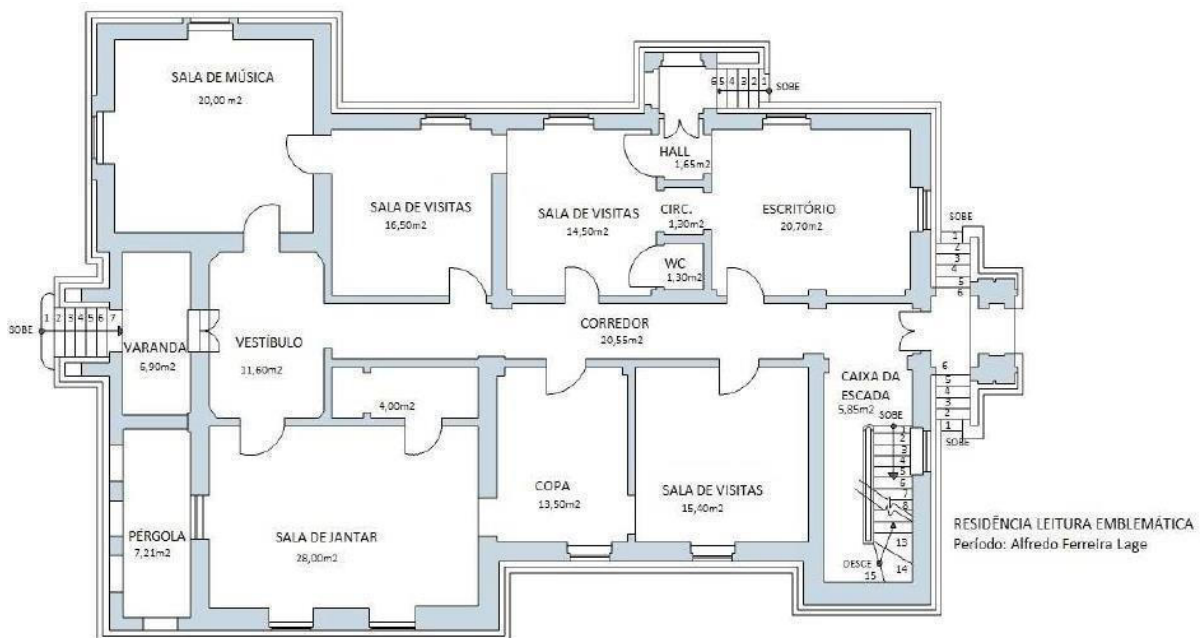 SALA DE MÚSICA
20,00 m2
6 5 4 3 2 1
SOBE
HALL
1,65m2
SALA DE VISITAS
16,50m2
SALA DE VISITAS
14,50m2
CIRC.
1,30m2
ESCRITÓRIO
20,70m2
WC
1,30m2
SOBE
1
2
3
4
5
6
SOBE
1 2 3 4 5 6 7
VARANDA
6,90m2
VESTÍBULO
11,60m2
CORREDOR
20,55m2
4,00m2
CAIXA DA
ESCADA
5,85m2
SOBE
6
5
4
3
2
1
SOBE
1
2
3
4
5
6
7
8
13
14
DESCE
15
PÉRGOLA
7,21m2
SALA DE JANTAR
28,00m2
COPA
13,50m2
SALA DE VISITAS
15,40m2
RESIDÊNCIA LEITURA EMBLEMÁTICA
Período: Alfredo Ferreira Lage